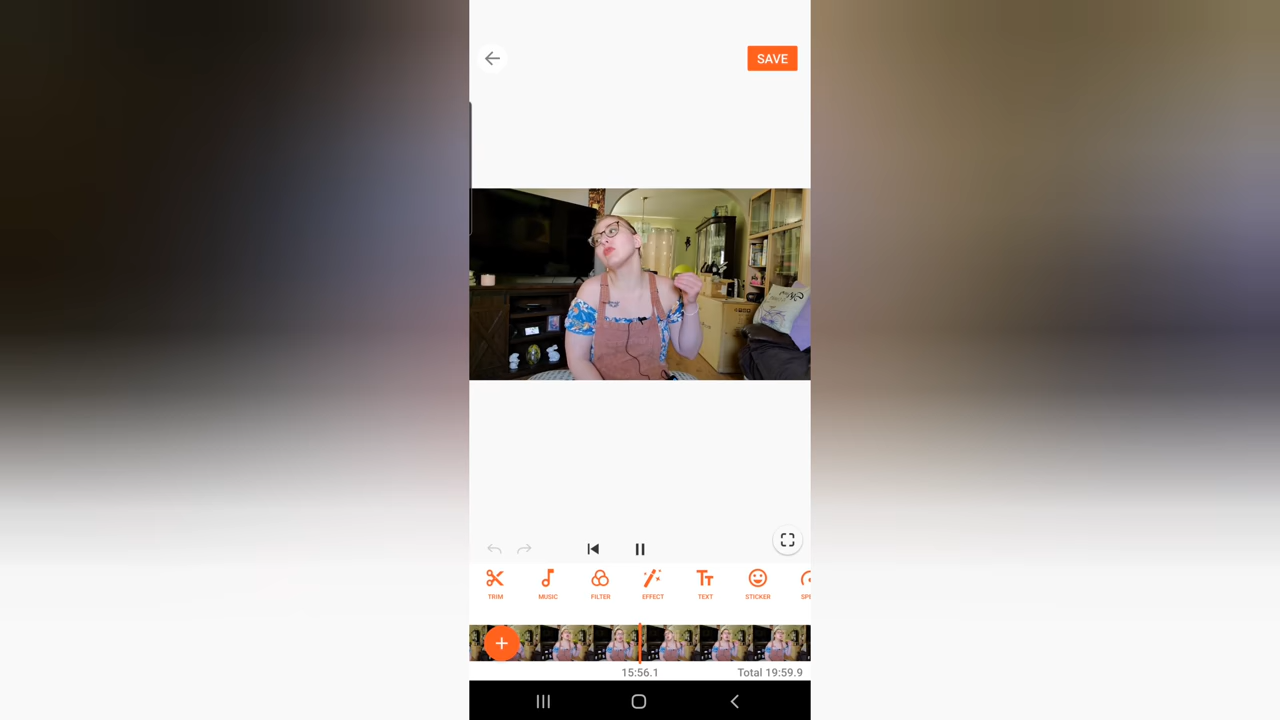 SAVE
TRIM
MUSIC
FILTER
EFFECT
TEXT
STICKER
15:56.1
Total 19:59.9